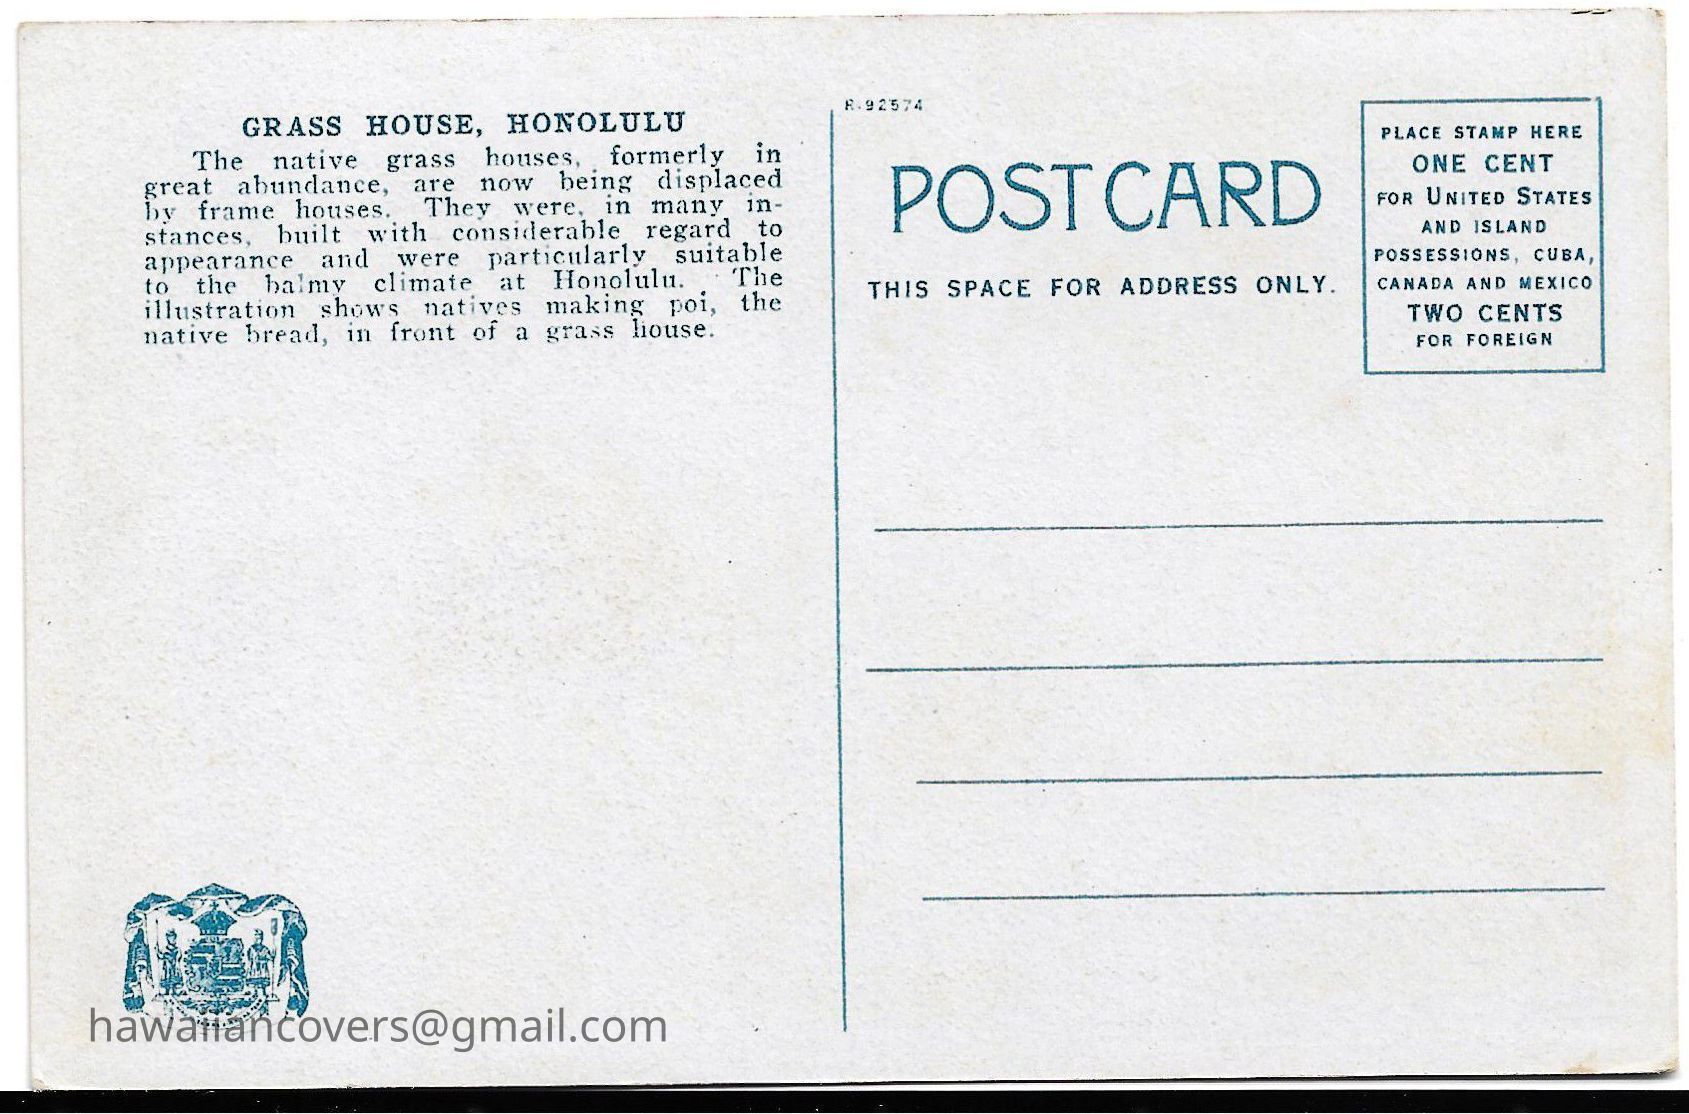 GRASS HOUSE, HONOLULU
The native grass houses, formerly in
great abundance, are now being displaced
by frame houses. They were, in many in-
stances, built with considerable regard to
appearance and were particularly suitable
to the balmy climate at Honolulu. The
illustration shows natives making poi, the
native bread, in front of a grass house.
R-92574
POST CARD
THIS SPACE FOR ADDRESS ONLY.
PLACE STAMP HERE
ONE CENT
FOR UNITED STATES
AND ISLAND
POSSESSIONS, CUBA,
CANADA AND MEXICO
TWO CENTS
FOR FOREIGN
hawaiiancovers@gmail.com